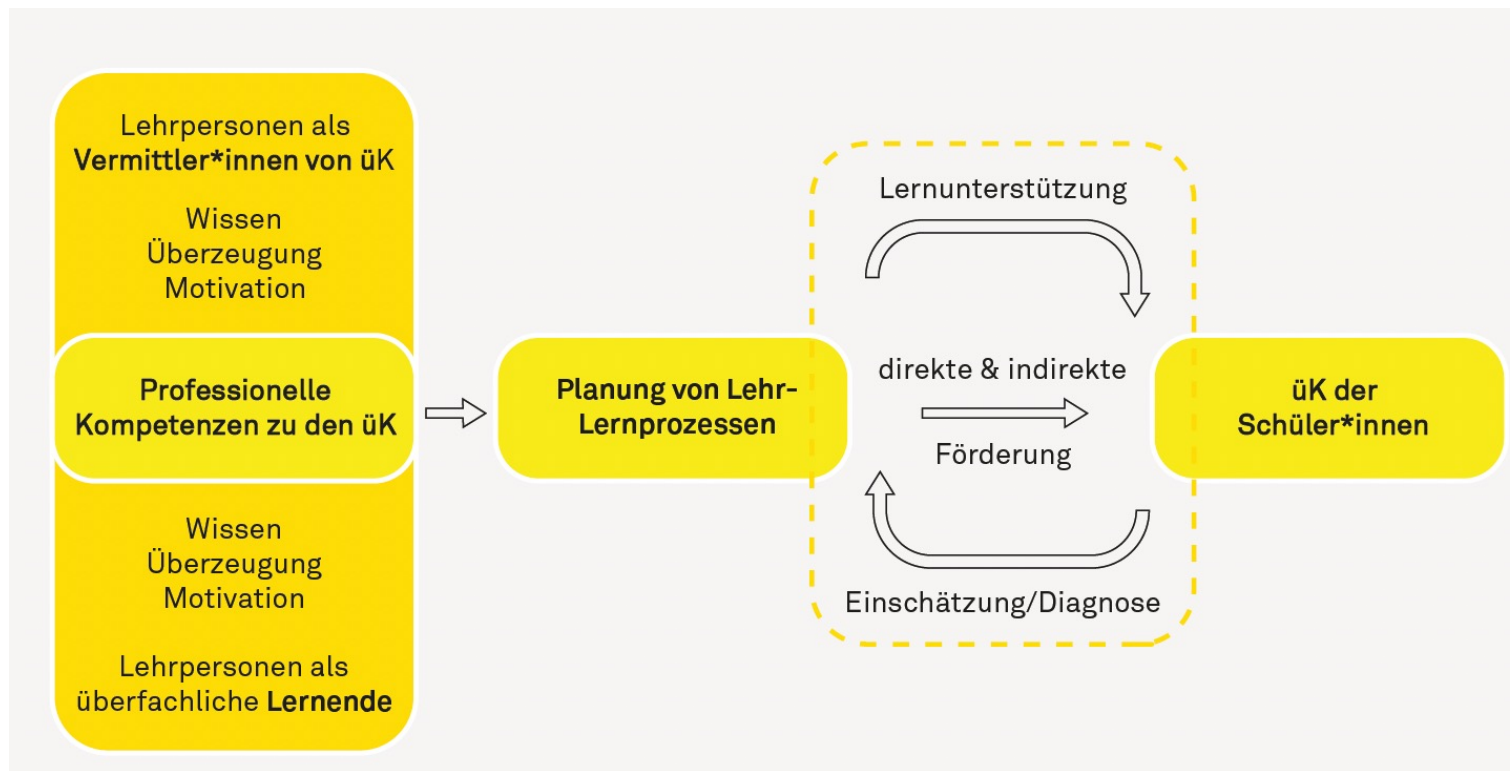 Lehrpersonen als
Vermittler*innen von üK
Wissen
Überzeugung
Motivation
Professionelle
Kompetenzen zu den üK
Wissen
Überzeugung
Motivation
Lehrpersonen als
überfachliche Lernende
Planung von Lehr-
Lernprozessen
Lernunterstützung
direkte & indirekte
Förderung
Einschätzung/Diagnose
üK der
Schüler*innen